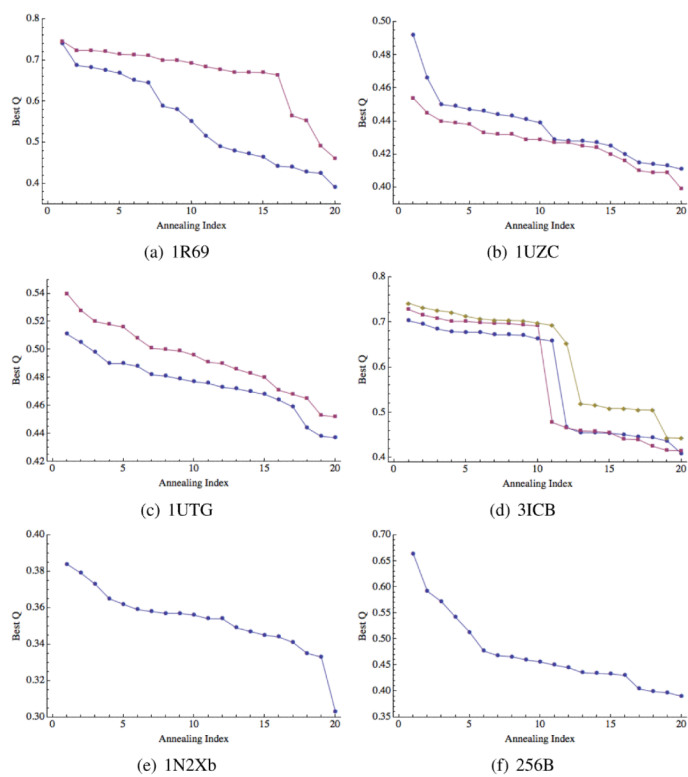 0.8
0.7
0.6
0.5
0.4
Best Q
0 5 10 15 20
Annealing Index
(a) 1R69
0.50
0.48
0.46
0.44
0.42
0.40
Best Q
0 5 10 15 20
Annealing Index
(b) 1UZC
0.54
0.52
0.50
0.48
0.46
0.44
0.42
Best Q
0 5 10 15 20
Annealing Index
(c) 1UTG
0.8
0.7
0.6
0.5
0.4
Best Q
0 5 10 15 20
Annealing Index
(d) 3ICB
0.40
0.38
0.36
0.34
0.32
0.30
Best Q
0 5 10 15 20
Annealing Index
(e) 1N2Xb
0.70
0.65
0.60
0.55
0.50
0.45
0.40
0.35
Best Q
0 5 10 15 20
Annealing Index
(f) 256B